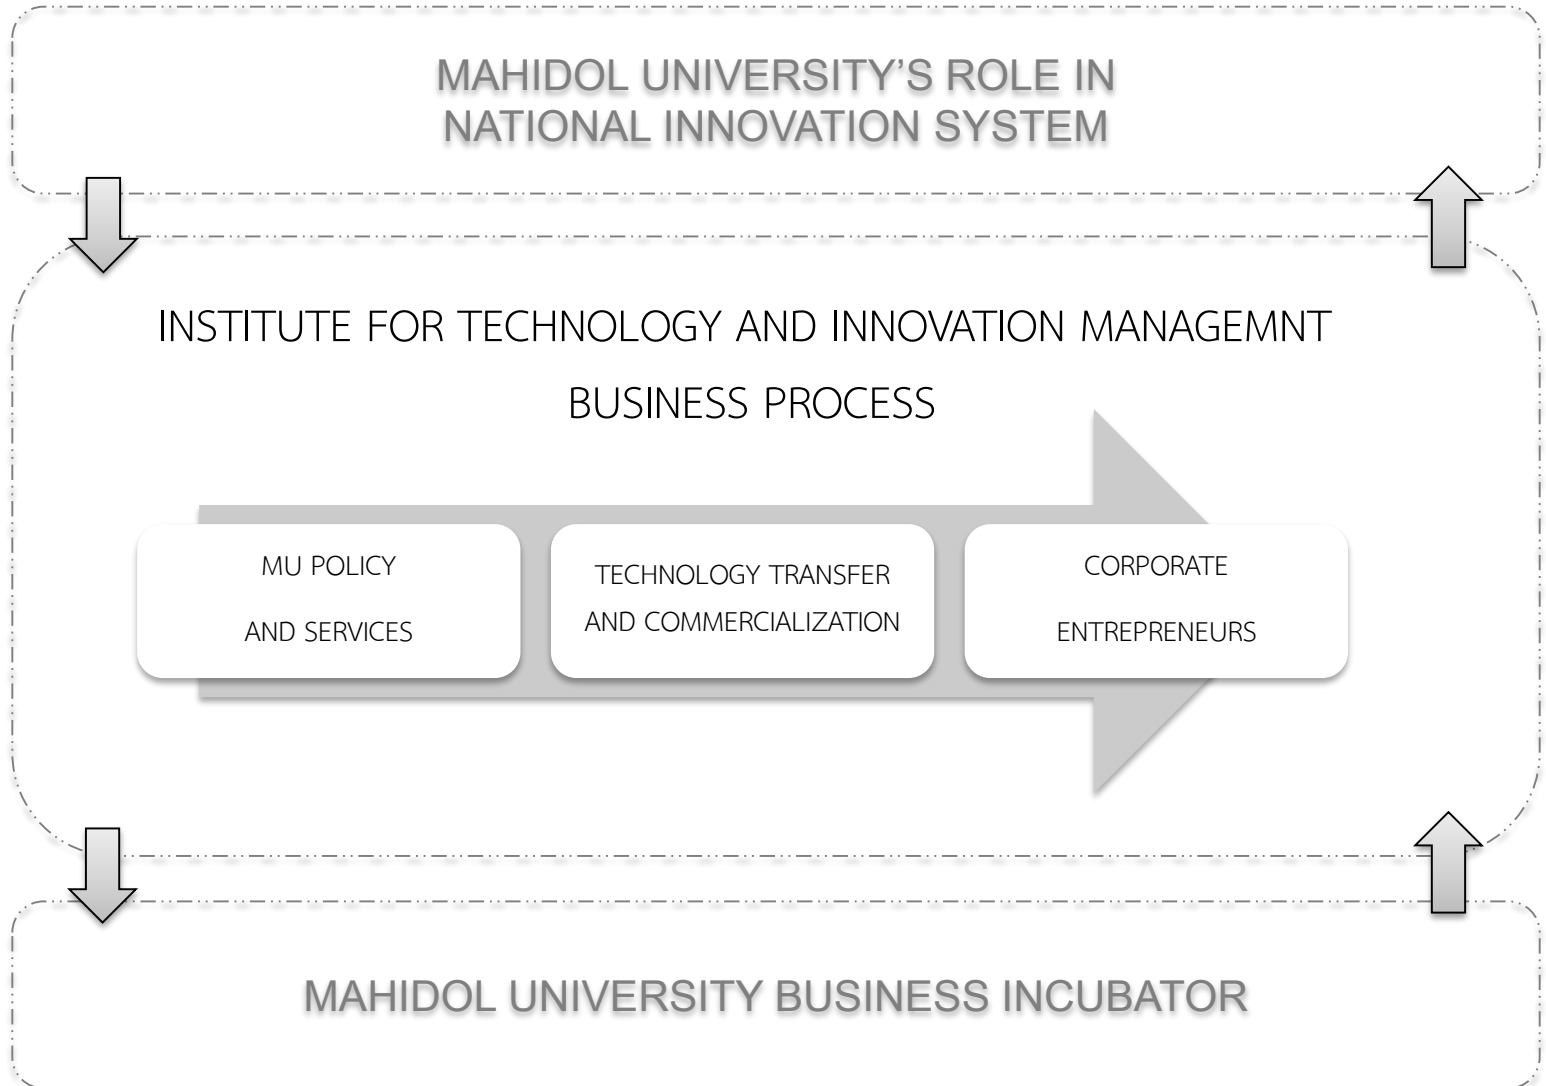 MAHIDOL UNIVERSITY’S ROLE IN
NATIONAL INNOVATION SYSTEM
INSTITUTE FOR TECHNOLOGY AND INNOVATION MANAGEMNT
BUSINESS PROCESS
MU POLICY
AND SERVICES
TECHNOLOGY TRANSFER
AND COMMERCIALIZATION
CORPORATE
ENTREPRENEURS
MAHIDOL UNIVERSITY BUSINESS INCUBATOR